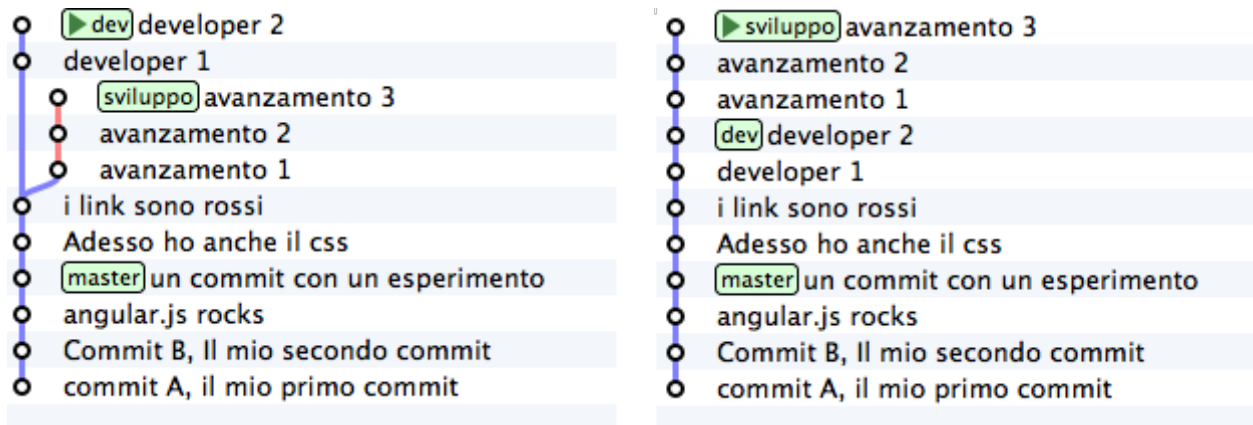 dev developer 2
developer 1
sviluppo avanzamento 3
avanzamento 2
avanzamento 1
i link sono rossi
Adesso ho anche il css
master un commit con un esperimento
angular.js rocks
Commit B, Il mio secondo commit
commit A, il mio primo commit
sviluppo avanzamento 3
avanzamento 2
avanzamento 1
dev developer 2
developer 1
i link sono rossi
Adesso ho anche il css
master un commit con un esperimento
angular.js rocks
Commit B, Il mio secondo commit
commit A, il mio primo commit